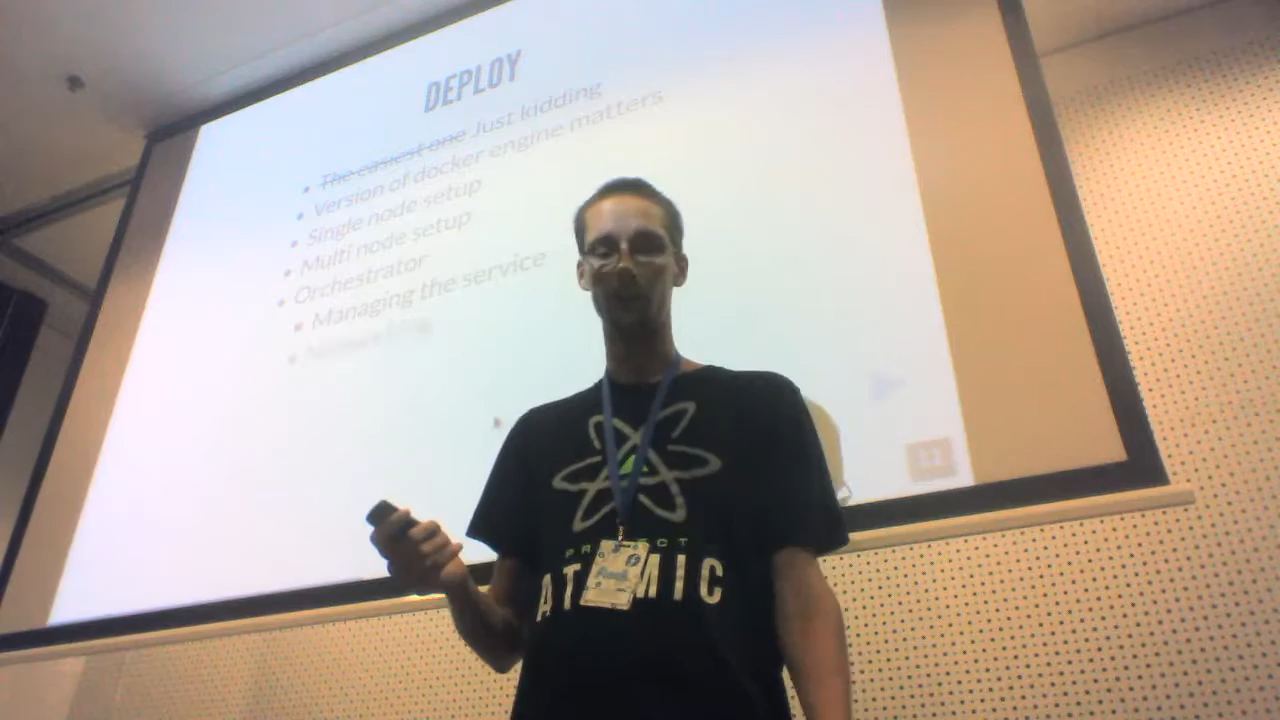 DEPLOY
The easiest one Just kidding
Version of docker engine matters
Single node setup
Multi node setup
Orchestrator
Managing the service
11
PROJECT
ATOMIC